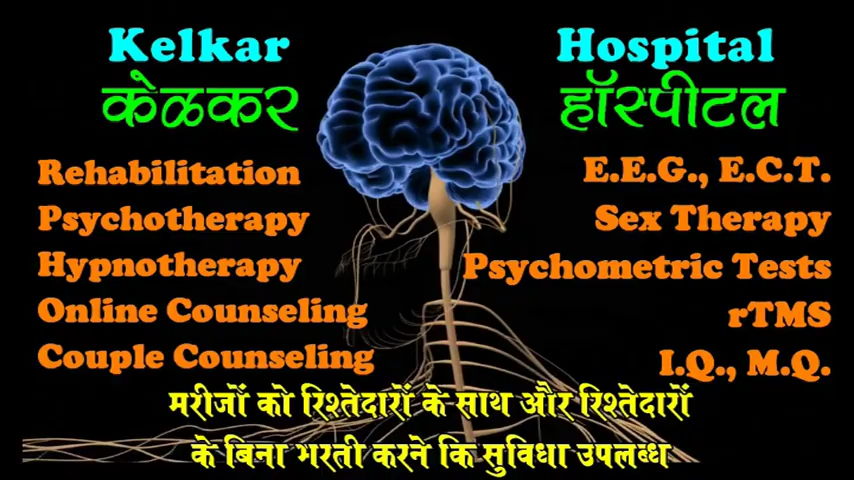 Kelkar Hospital
केळकर हॉस्पीटल
Rehabilitation
Psychotherapy
Hypnotherapy
Online Counseling
Couple Counseling
E.E.G., E.C.T.
Sex Therapy
Psychometric Tests
rTMS
I.Q., M.Q.
मरीजों को रिश्तेदारों के साथ और रिश्तेदारों
के बिना भरती करने कि सुविधा उपलब्ध